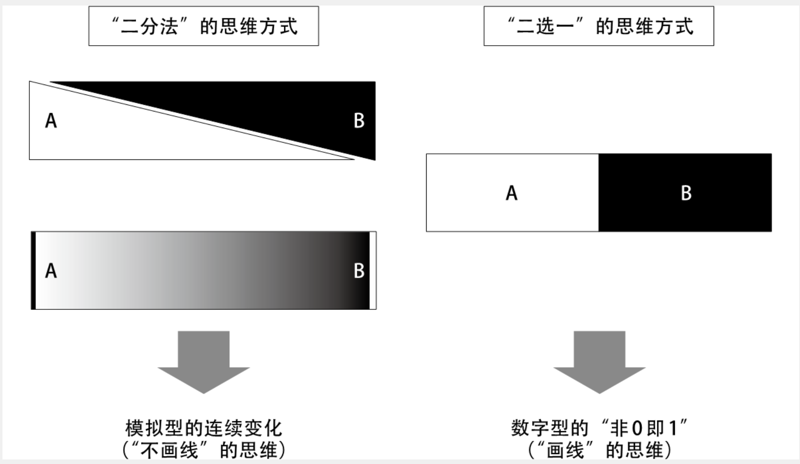 “二分法”的思维方式
“二选一”的思维方式
A
B
A
B
A
B
模拟型的连续变化
（“不画线”的思维）
数字型的“非0即1”
（“画线”的思维）